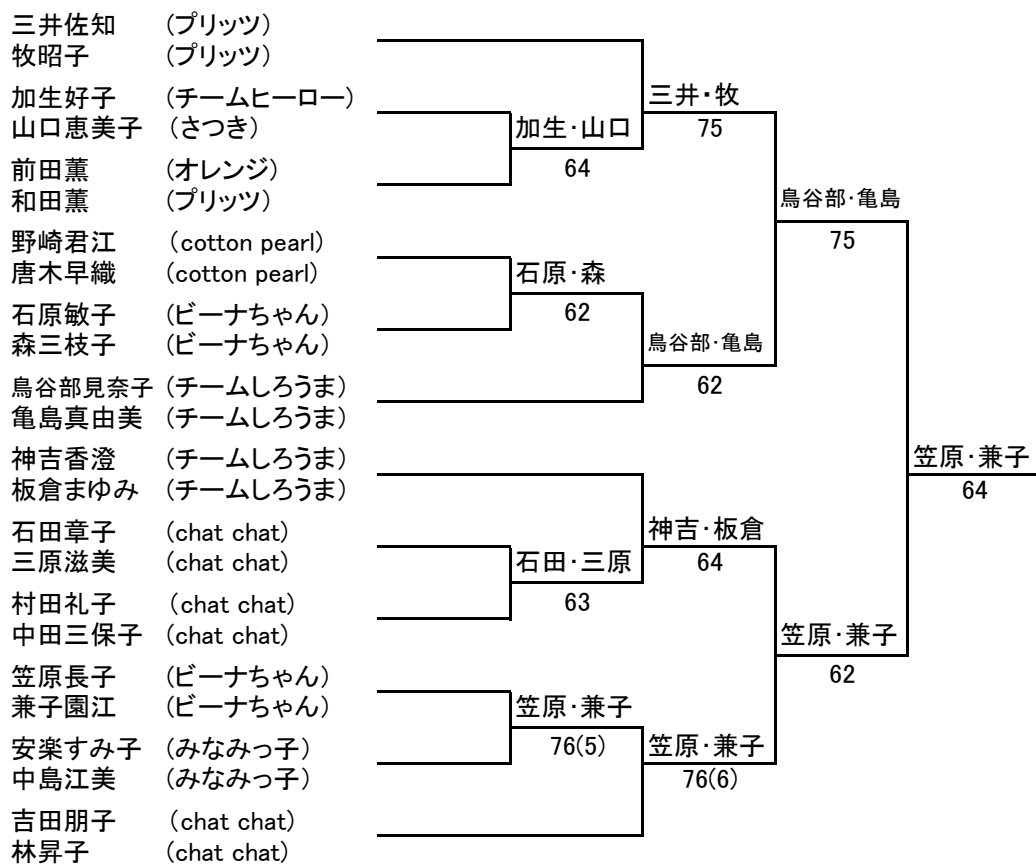 三井佐知 (プリッツ)
牧昭子 (プリッツ)
加生好子 (チームヒーロー)
山口恵美子 (さつき)
前田薫 (オレンジ)
和田薫 (プリッツ)
野崎君江 (cotton pearl)
唐木早織 (cotton pearl)
石原敏子 (ビーナちゃん)
森三枝子 (ビーナちゃん)
鳥谷部見奈子 (チームしろうま)
亀島真由美 (チームしろうま)
神吉香澄 (チームしろうま)
板倉まゆみ (チームしろうま)
石田章子 (chat chat)
三原滋美 (chat chat)
村田礼子 (chat chat)
中田三保子 (chat chat)
笠原長子 (ビーナちゃん)
兼子園江 (ビーナちゃん)
安楽すみ子 (みなみっ子)
中島江美 (みなみっ子)
吉田朋子 (chat chat)
林昇子 (chat chat)
加生・山口
64
石原・森
62
石田・三原
63
笠原・兼子
76(5)
三井・牧
75
鳥谷部・亀島
62
神吉・板倉
64
笠原・兼子
76(6)
鳥谷部・亀島
75
笠原・兼子
62
笠原・兼子
64